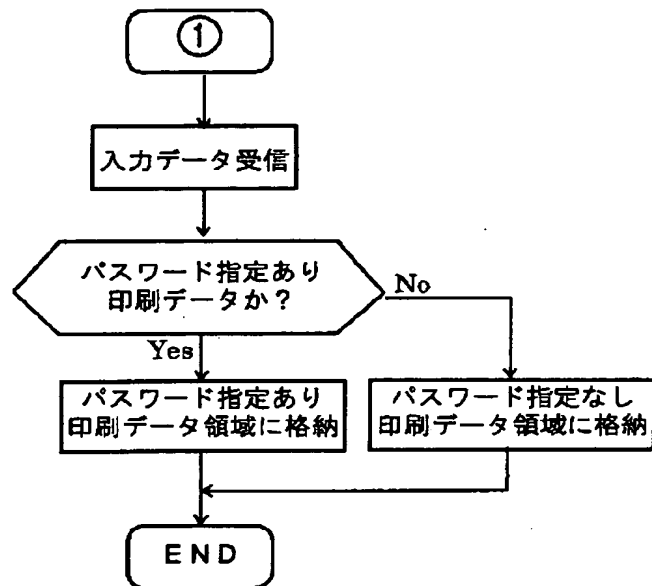 ①
入力データ受信
パスワード指定あり
印刷データか？
No
Yes
パスワード指定あり
印刷データ領域に格納
パスワード指定なし
印刷データ領域に格納
END